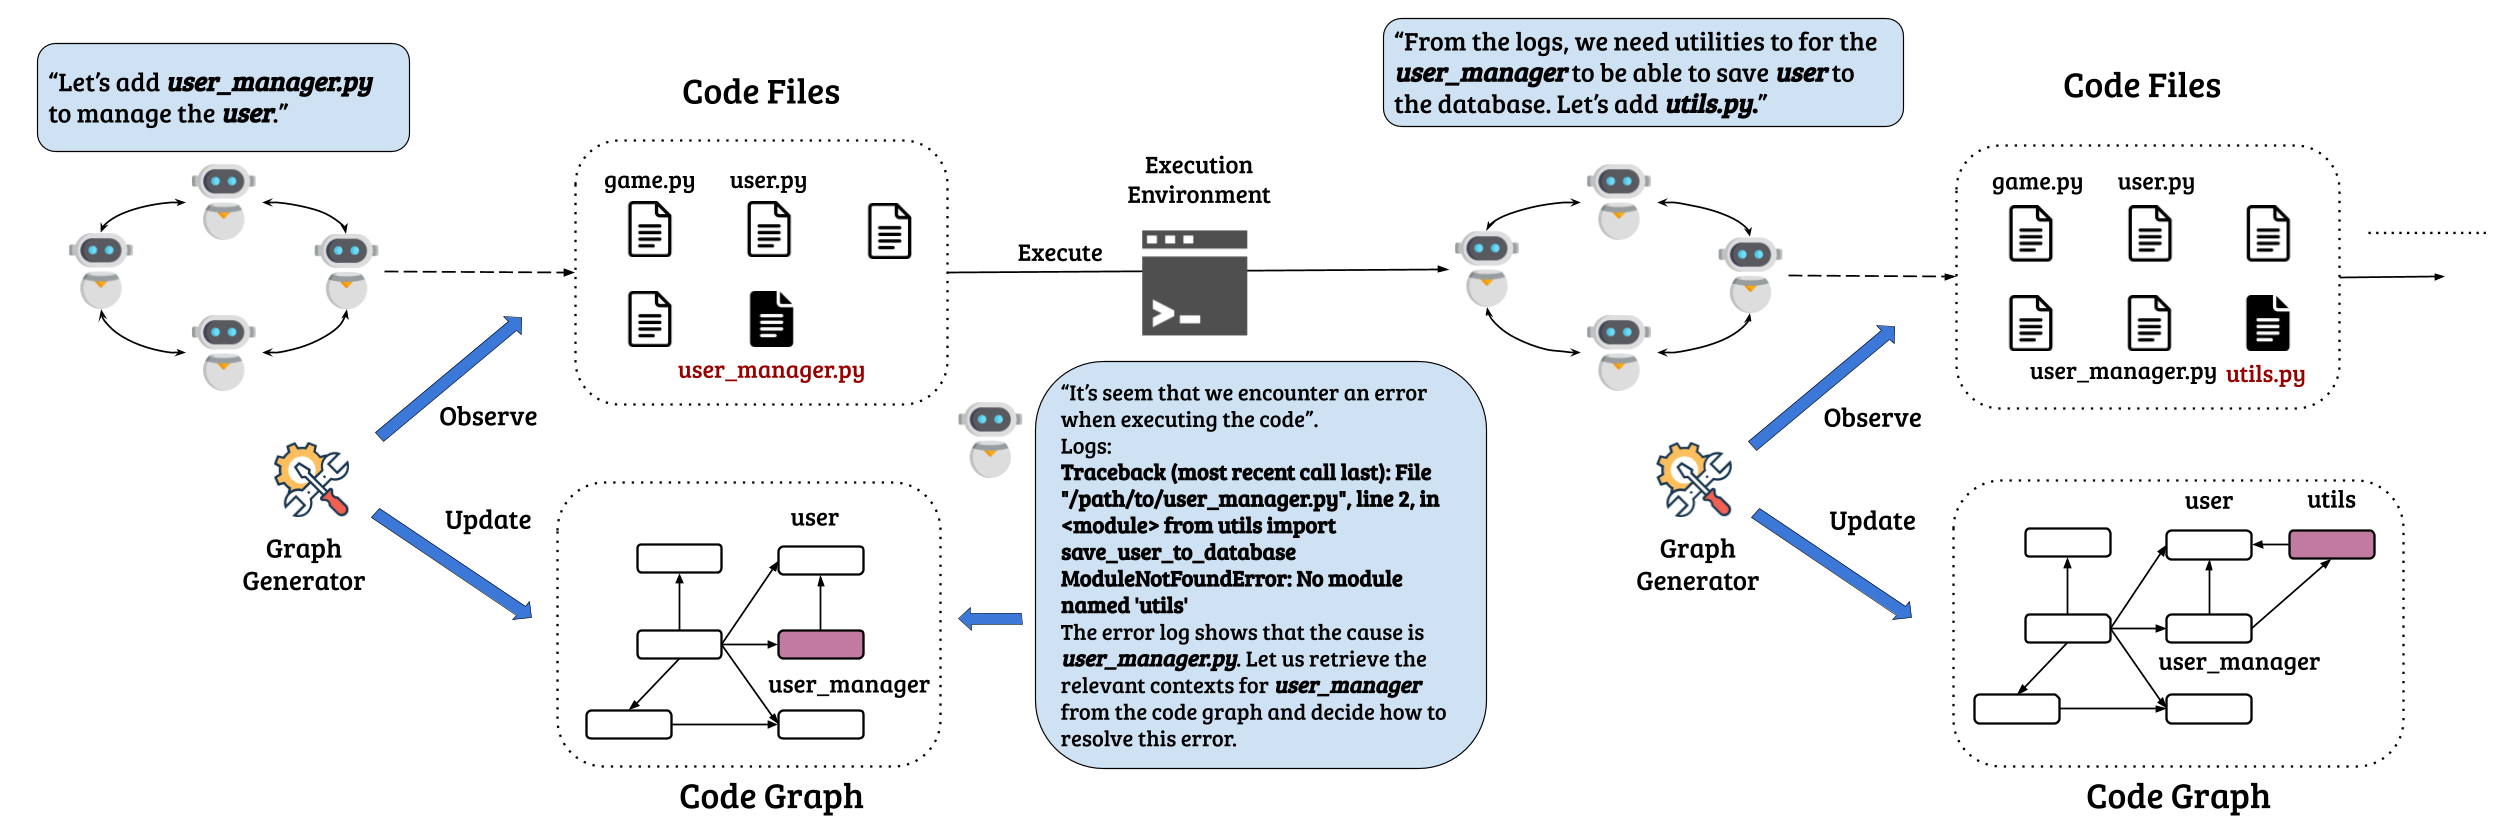 “Let’s add user_manager.py
to manage the user.”
Code Files
game.py
user.py
user_manager.py
Observe
Update
Graph
Generator
user
user_manager
Code Graph
Execute
Execution
Environment
“It’s seem that we encounter an error
when executing the code”.
Logs:
Traceback (most recent call last): File
"/path/to/user_manager.py", line 2, in
<module> from utils import
save_user_to_database
ModuleNotFoundError: No module
named 'utils'
The error log shows that the cause is
user_manager.py. Let us retrieve the
relevant contexts for user_manager
from the code graph and decide how to
resolve this error.
“From the logs, we need utilities to for the
user_manager to be able to save user to
the database. Let’s add utils.py.”
Code Files
game.py
user.py
user_manager.py
utils.py
Observe
Update
Graph
Generator
user
utils
user_manager
Code Graph